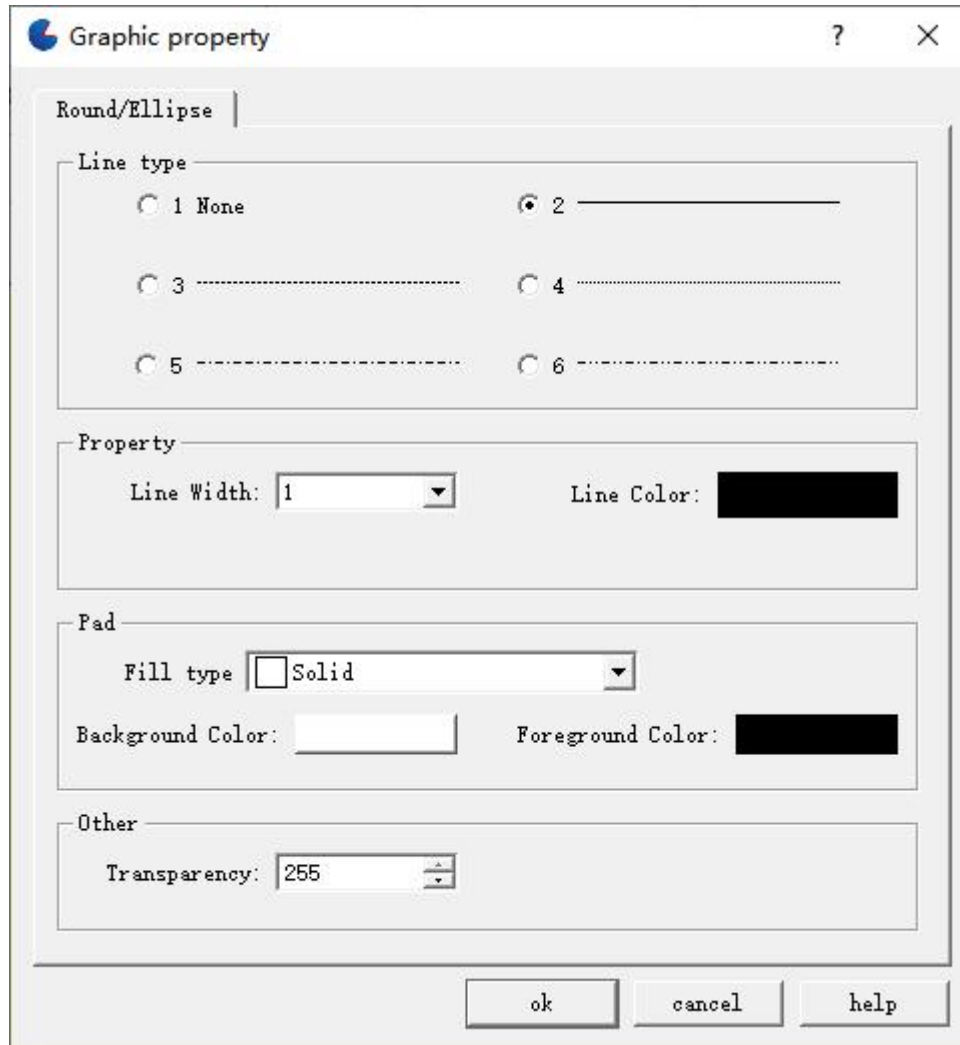 Graphic property ?
Round/Ellipse
Line type
1 None
2
3
4
5
6
Property
Line Width: 1
Line Color:
Pad
Fill type Solid
Background Color:
Foreground Color:
Other
Transparency: 255
ok
cancel
help